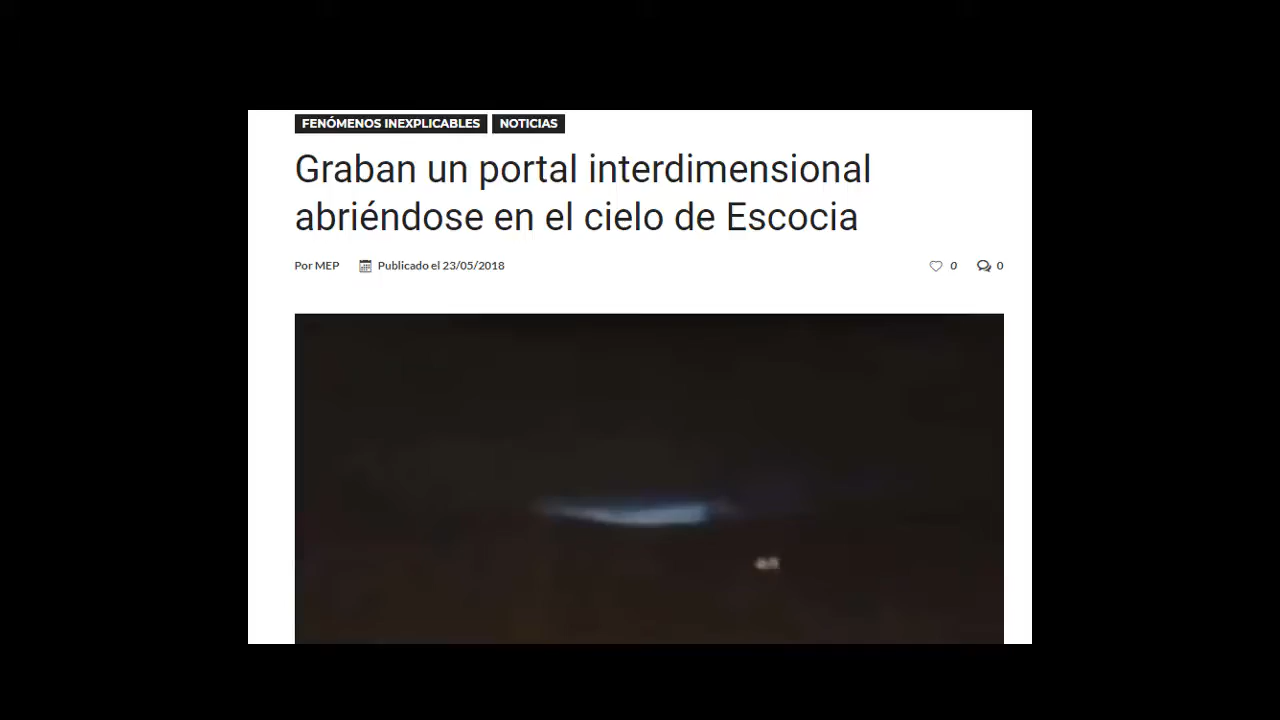 FENÓMENOS INEXPLICABLES NOTICIAS
Graban un portal interdimensional
abriéndose en el cielo de Escocia
Por MEP Publicado el 23/05/2018 0 0